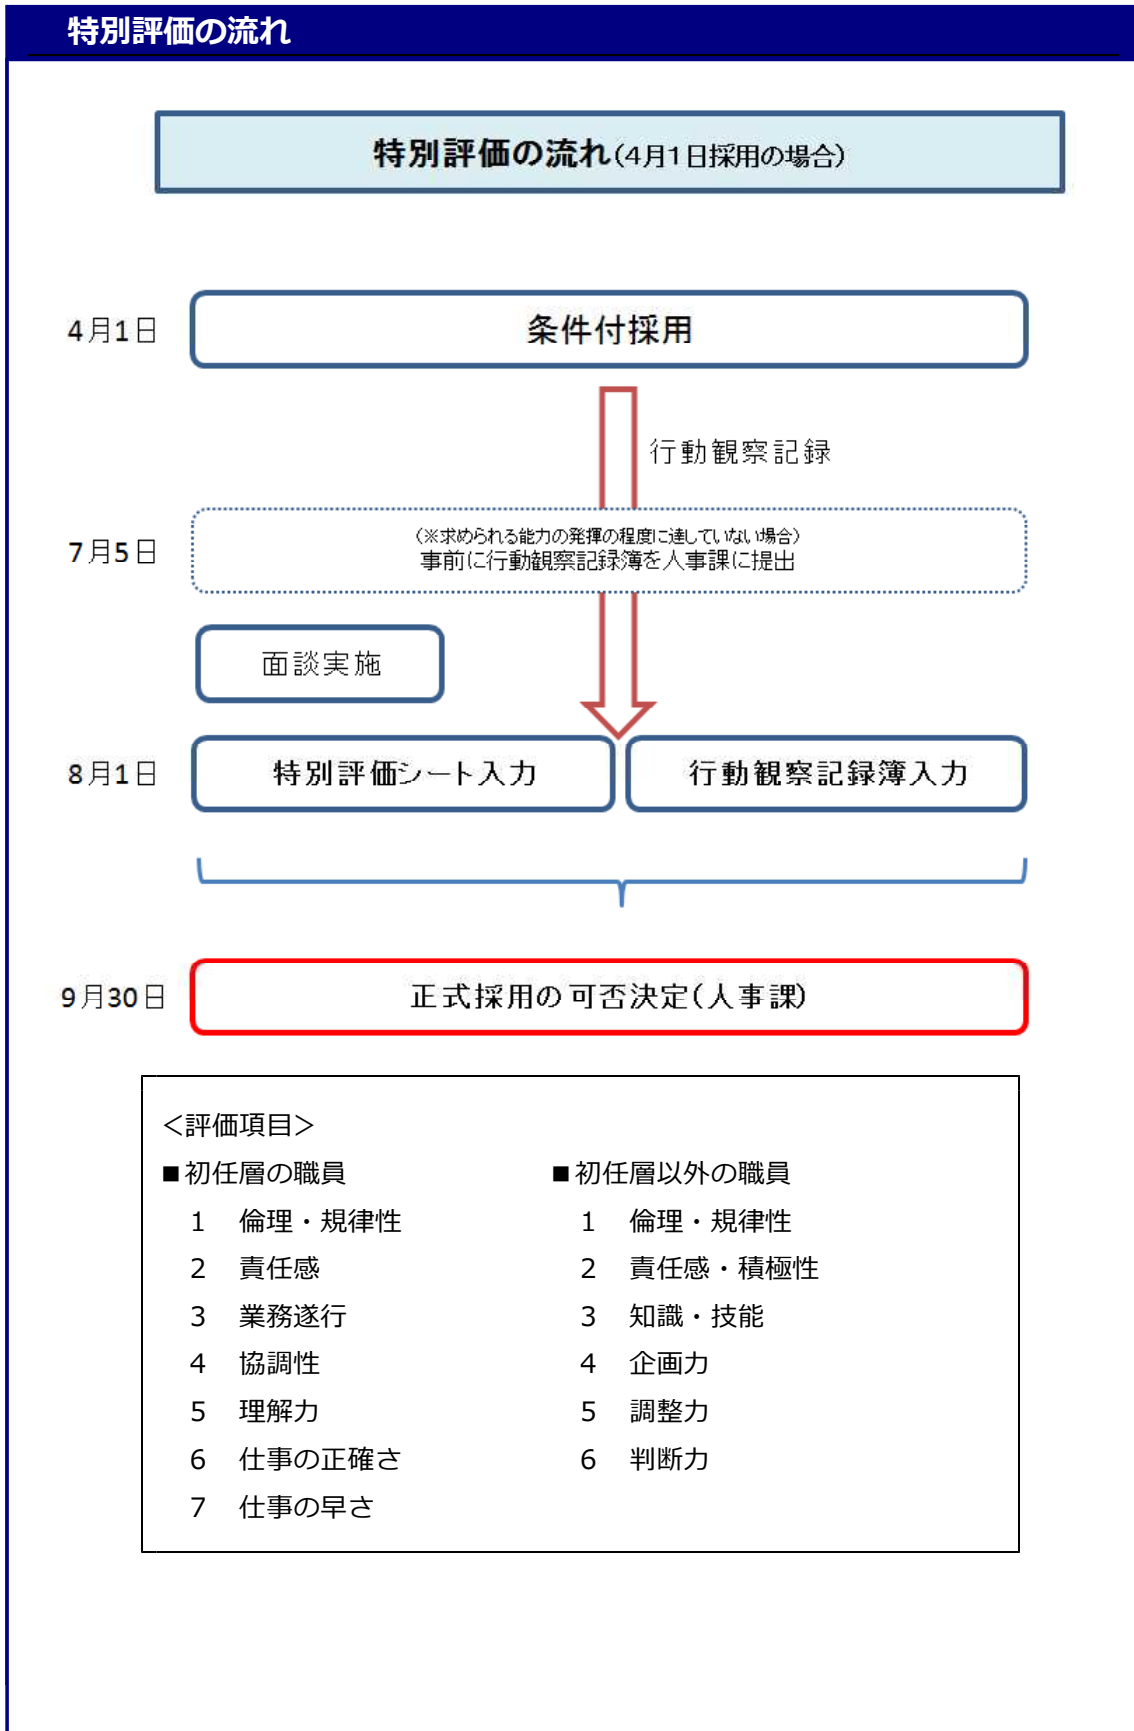 特別評価の流れ
特別評価の流れ(4月1日採用の場合)
4月1日
条件付採用
行動観察記録
7月5日
(※求められる能力の発揮の程度に達していない場合)
事前に行動観察記録簿を人事課に提出
面談実施
8月1日
特別評価シート入力
行動観察記録簿入力
9月30日
正式採用の可否決定(人事課)
＜評価項目＞
■初任層の職員
1 倫理・規律性
2 責任感
3 業務遂行
4 協調性
5 理解力
6 仕事の正確さ
7 仕事の早さ
■初任層以外の職員
1 倫理・規律性
2 責任感・積極性
3 知識・技能
4 企画力
5 調整力
6 判断力